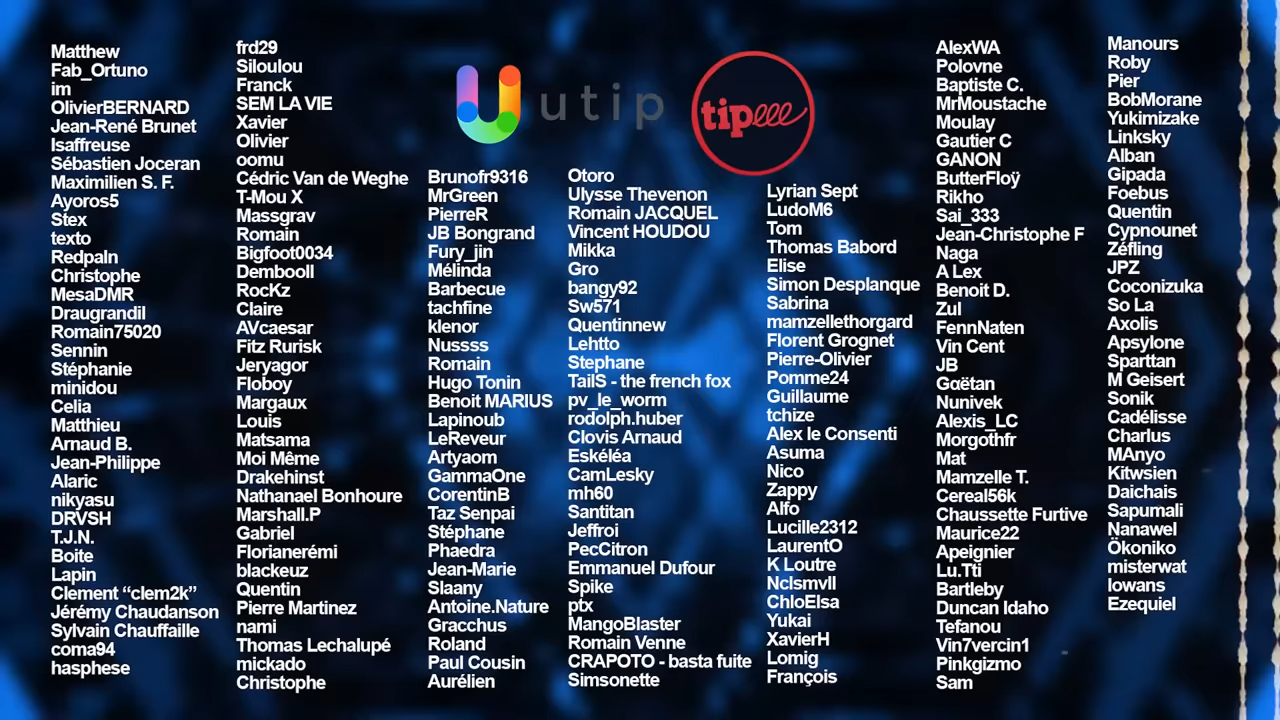 Matthew
Fab_Ortuno
im
OlivierBERNARD
Jean-René Brunet
Isaffreuse
Sébastien Joceran
Maximilien S. F.
Ayoros5
Stex
texto
Redpaln
Christophe
MesaDMR
Draugrandil
Romain75020
Sennin
Stéphanie
minidou
Celia
Matthieu
Arnaud B.
Jean-Philippe
Alaric
nikyasu
DRVSH
T.J.N.
Boite
Lapin
Clement “clem2k”
Jérémy Chaudanson
Sylvain Chauffaille
coma94
hasphese
frd29
Siloulou
Franck
SEM LA VIE
Xavier
Olivier
oomu
Cédric Van de Weghe
T-Mou X
Massgrav
Romain
Bigfoot0034
Dembooll
RocKz
Claire
AVcaesar
Fitz Rurisk
Jeryagor
Floboy
Margaux
Louis
Matsama
Moi Même
Drakehinst
Nathanael Bonhoure
Marshall.P
Gabriel
Florianerémi
blackeuz
Quentin
Pierre Martinez
nami
Thomas Lechalupé
mickado
Christophe
utip
tipeee
Brunofr9316
MrGreen
PierreR
JB Bongrand
Fury_jin
Mélinda
Barbecue
tachfine
klenor
Nussss
Romain
Hugo Tonin
Benoit MARIUS
Lapinoub
LeReveur
Artyaom
GammaOne
CorentinB
Taz Senpai
Stéphane
Phaedra
Jean-Marie
Slaany
Antoine.Nature
Gracchus
Roland
Paul Cousin
Aurélien
Otoro
Ulysse Thevenon
Romain JACQUEL
Vincent HOUDOU
Mikka
Gro
bangy92
Sw571
Quentinnew
Lehtto
Stephane
TailS - the french fox
pv_le_worm
rodolph.huber
Clovis Arnaud
Eskéléa
CamLesky
mh60
Santitan
Jeffroi
PecCitron
Emmanuel Dufour
Spike
ptx
MangoBlaster
Romain Venne
CRAPOTO - basta fuite
Simsonette
Lyrian Sept
LudoM6
Tom
Thomas Babord
Elise
Simon Desplanque
Sabrina
mamzellethorgard
Florent Grognet
Pierre-Olivier
Pomme24
Guillaume
tchize
Alex le Consenti
Asuma
Nico
Zappy
Alfo
Lucille2312
LaurentO
K Loutre
Nclsmvll
ChloElsa
Yukai
XavierH
Lomig
François
AlexWA
Polovne
Baptiste C.
MrMoustache
Moulay
Gautier C
GANON
ButterFloÿ
Rikho
Sai_333
Jean-Christophe F
Naga
A Lex
Benoit D.
Zul
FennNaten
Vin Cent
JB
Gαëtan
Nunivek
Alexis_LC
Morgothfr
Mat
Mamzelle T.
Cereal56k
Chaussette Furtive
Maurice22
Apeignier
Lu.Tti
Bartleby
Duncan Idaho
Tefanou
Vin7vercin1
Pinkgizmo
Sam
Manours
Roby
Pier
BobMorane
Yukimizake
Linksky
Alban
Gipada
Foebus
Quentin
Cypnounet
Zéfling
JPZ
Coconizuka
So La
Axolis
Apsylone
Sparttan
M Geisert
Sonik
Cadélisse
Charlus
MAnyo
Kitwsien
Daichais
Sapumali
Nanawel
Ökoniko
misterwat
Iowans
Ezequiel